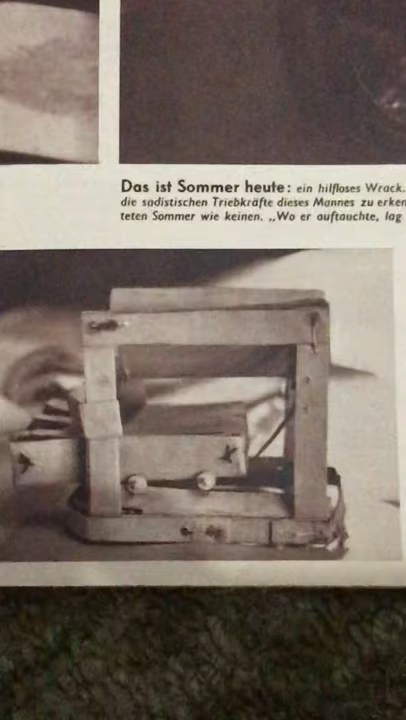 Das ist Sommer heute: ein hilfloses Wrack.
die sadistischen Triebkräfte dieses Mannes zu erken
teten Sommer wie keinen. „Wo er auftauchte, lag